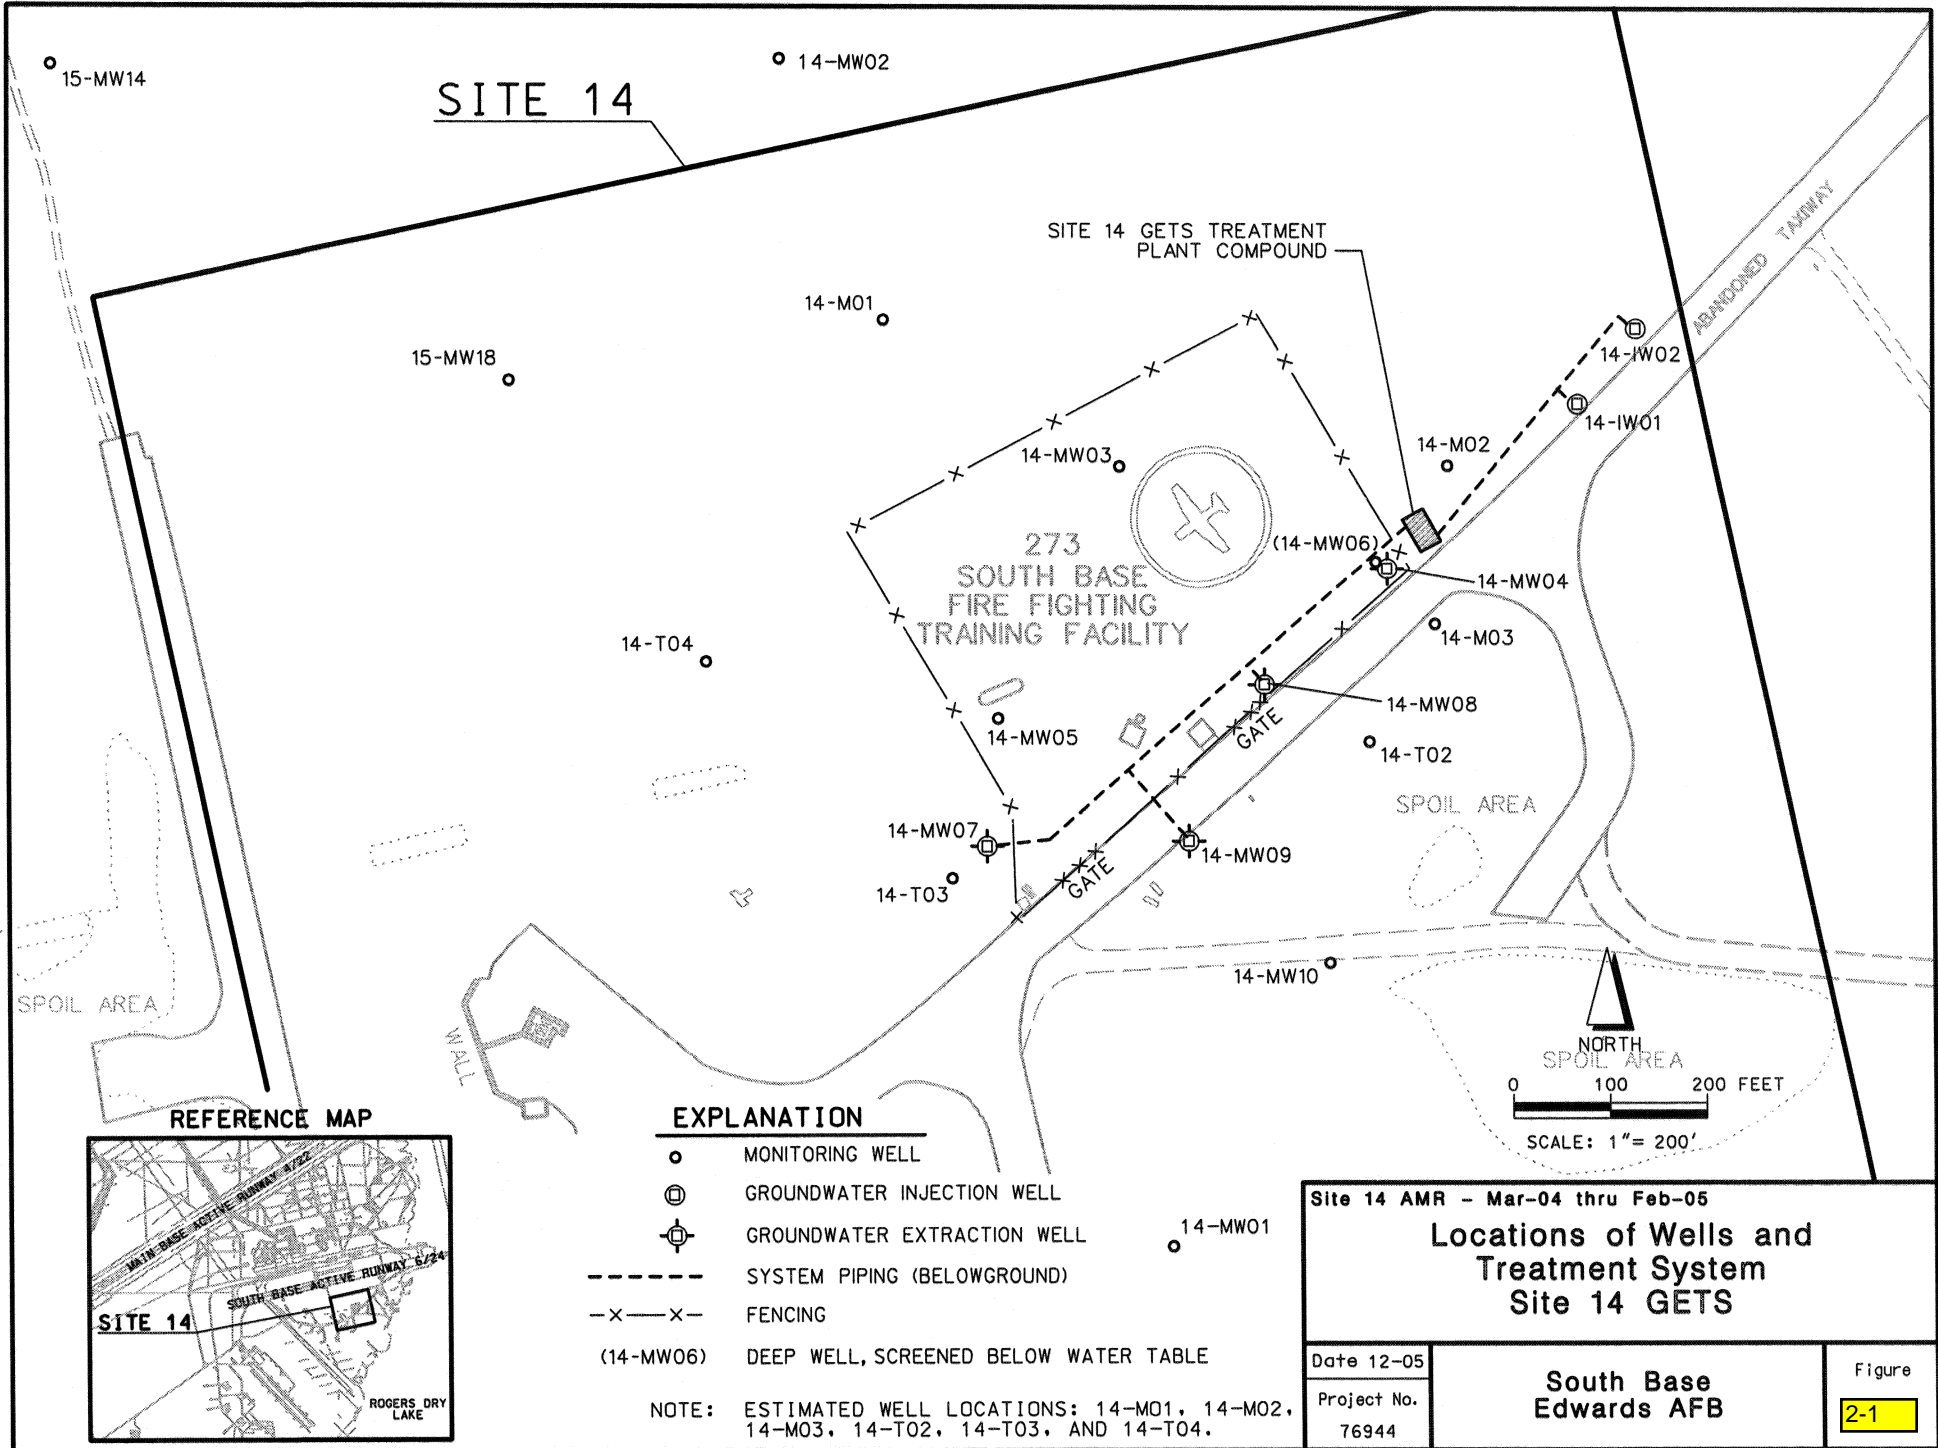 15-MW14
14-MW02
SITE 14
SITE 14 GETS TREATMENT
PLANT COMPOUND
ABANDONED TAXIWAY
14-M01
15-MW18
14-IW02
14-IW01
14-MW03
14-M02
273
SOUTH BASE
FIRE FIGHTING
TRAINING FACILITY
(14-MW06)
14-MW04
14-M03
14-T04
14-MW08
14-MW05
GATE
14-T02
SPOIL AREA
14-MW07
14-MW09
GATE
14-T03
14-MW10
SPOIL AREA
WALL
NORTH
SPOIL AREA
0 100 200 FEET
SCALE: 1"= 200'
REFERENCE MAP
MAIN BASE ACTIVE RUNWAY 4/22
SOUTH BASE ACTIVE RUNWAY 6/24
SITE 14
ROGERS DRY
LAKE
EXPLANATION
MONITORING WELL
GROUNDWATER INJECTION WELL
GROUNDWATER EXTRACTION WELL
SYSTEM PIPING (BELOWGROUND)
FENCING
(14-MW06) DEEP WELL, SCREENED BELOW WATER TABLE
NOTE: ESTIMATED WELL LOCATIONS: 14-M01, 14-M02,
14-M03, 14-T02, 14-T03, AND 14-T04.
14-MW01
Site 14 AMR - Mar-04 thru Feb-05
Locations of Wells and
Treatment System
Site 14 GETS
Date 12-05
Project No.
76944
South Base
Edwards AFB
Figure
2-1